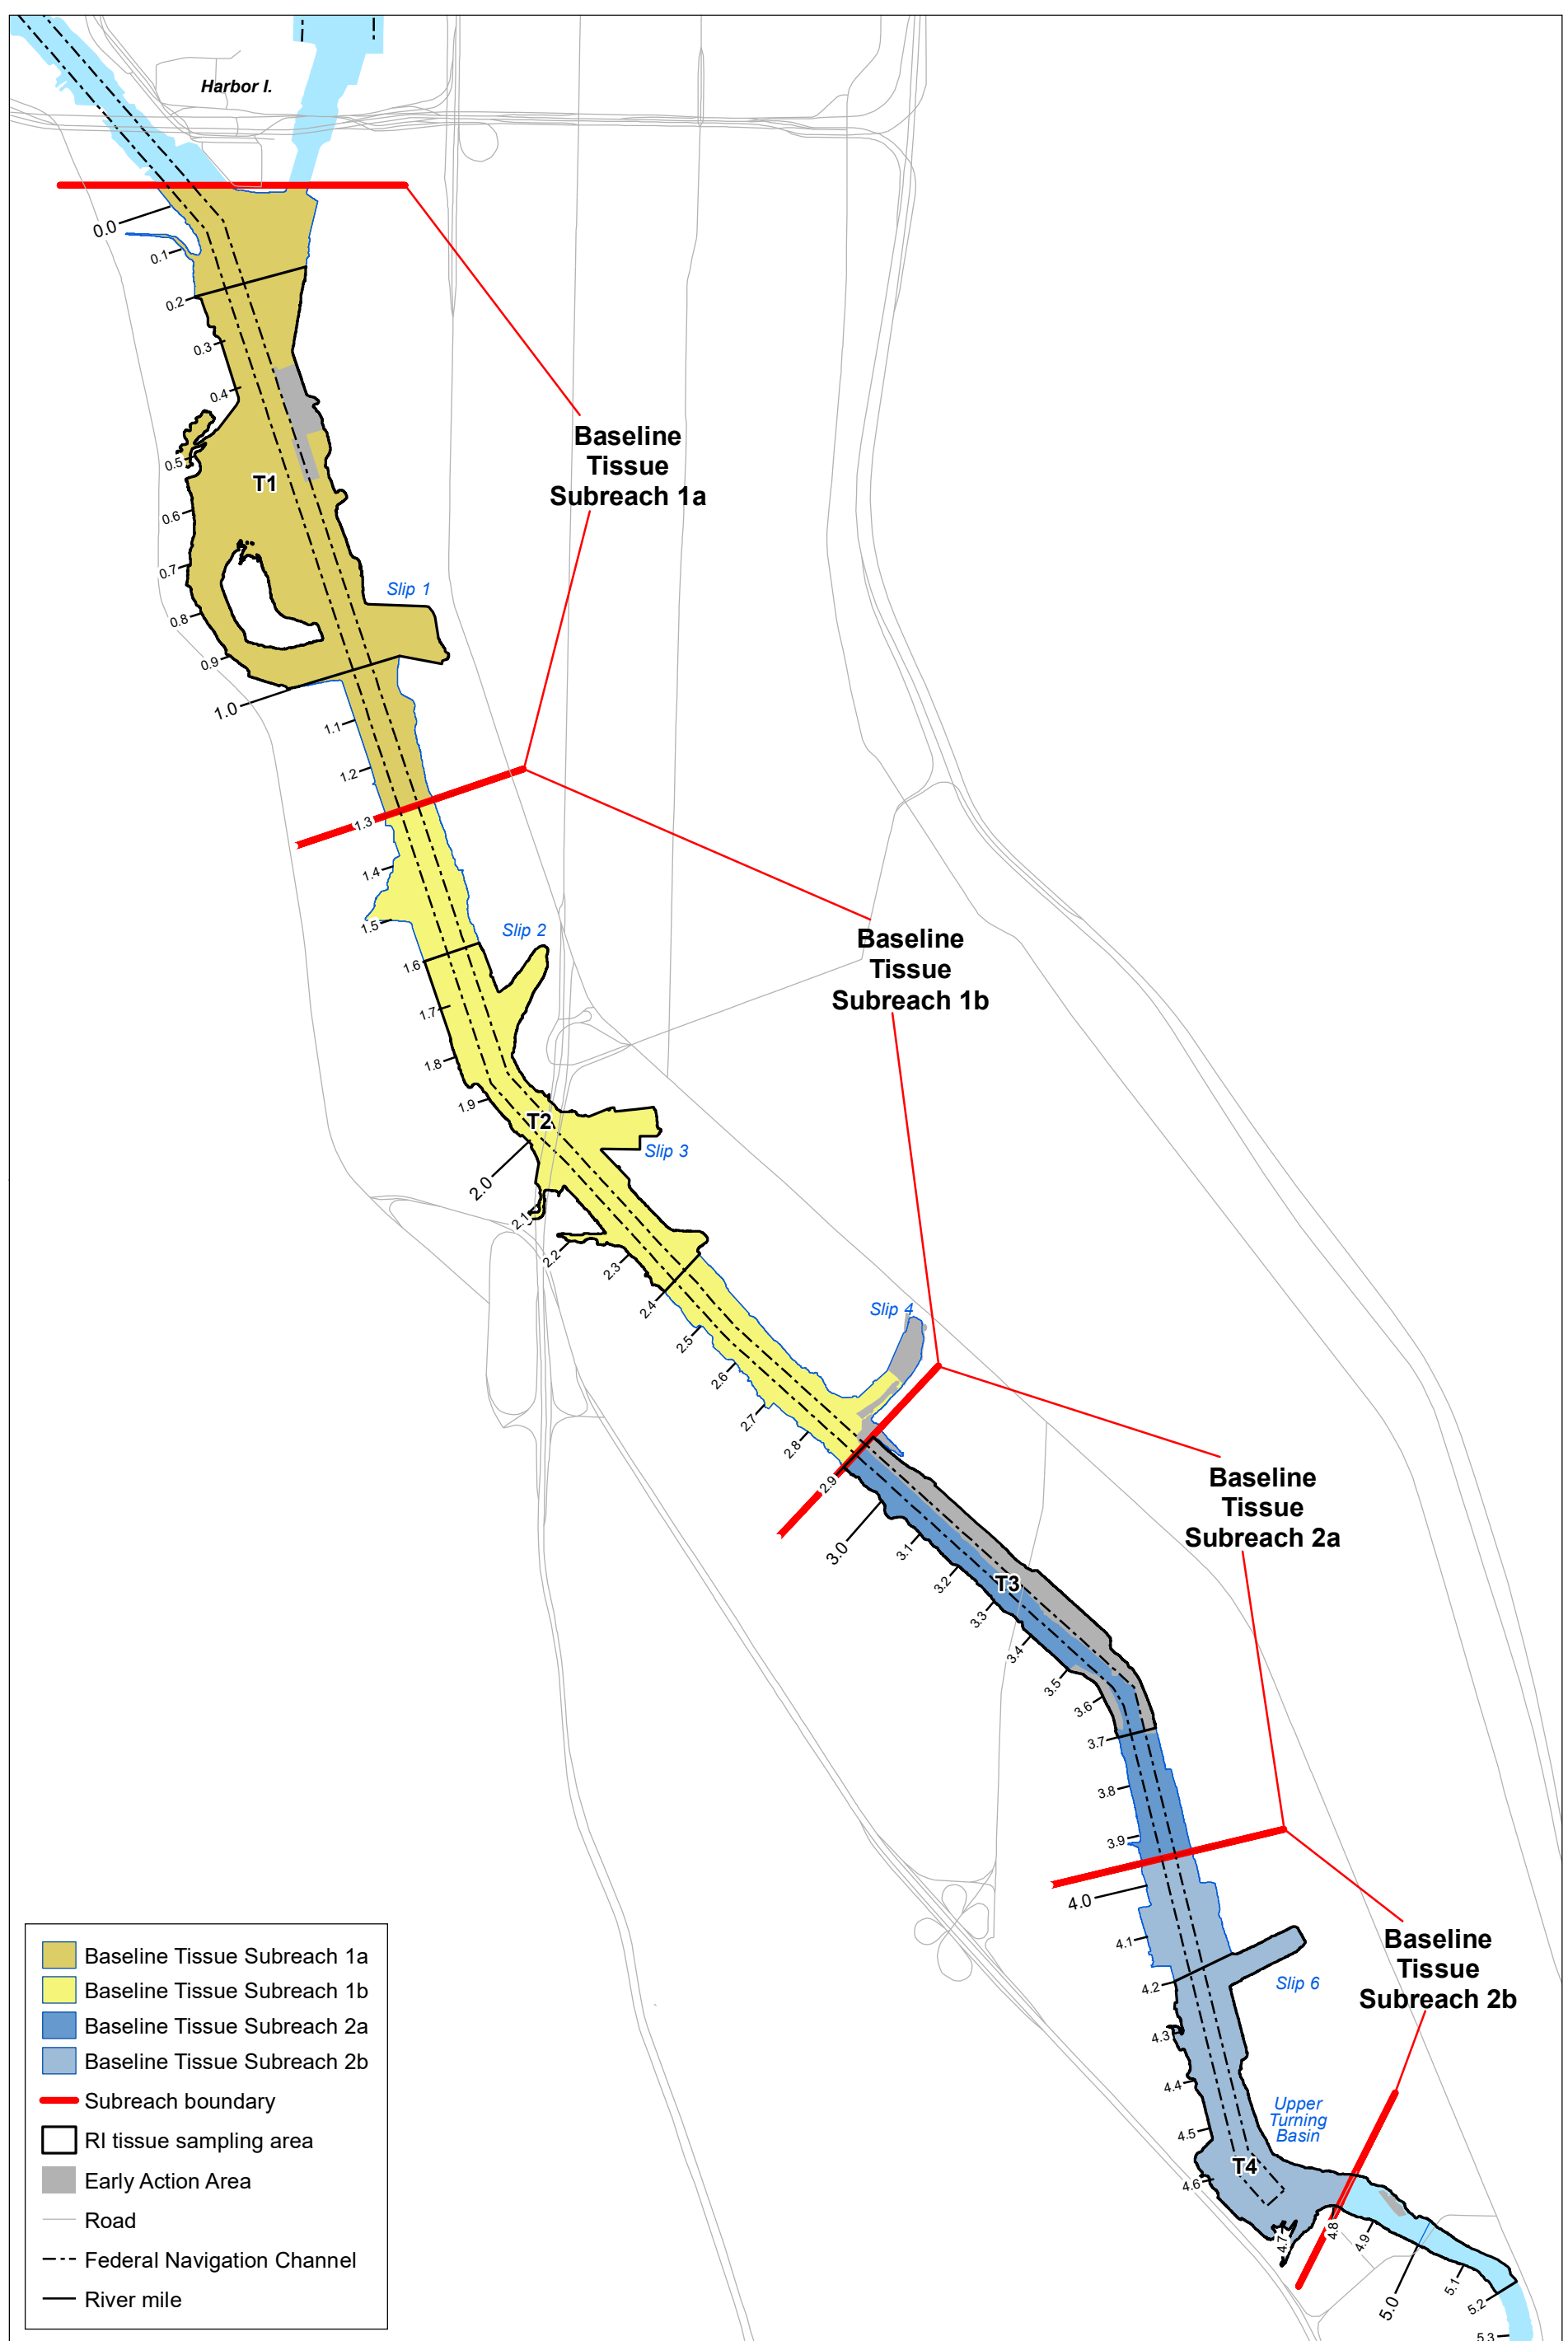 Harbor I.
0.0
0.1
0.2
0.3
0.4
0.5
T1
0.6
0.7
0.8
0.9
1.0
Slip 1
Baseline
Tissue
Subreach 1a
1.1
1.2
1.3
1.4
1.5
1.6
Slip 2
1.7
1.8
1.9
T2
Slip 3
2.0
2.1
2.2
2.3
2.4
Baseline
Tissue
Subreach 1b
2.5
2.6
2.7
2.8
2.9
Slip 4
3.0
3.1
3.2
T3
3.3
3.4
3.5
3.6
3.7
Baseline
Tissue
Subreach 2a
3.8
3.9
4.0
4.1
4.2
Slip 6
4.3
4.4
4.5
Upper
Turning
Basin
T4
4.6
4.7
4.8
4.9
5.0
5.1
5.2
5.3
Baseline
Tissue
Subreach 2b
Baseline Tissue Subreach 1a
Baseline Tissue Subreach 1b
Baseline Tissue Subreach 2a
Baseline Tissue Subreach 2b
Subreach boundary
RI tissue sampling area
Early Action Area
Road
Federal Navigation Channel
River mile